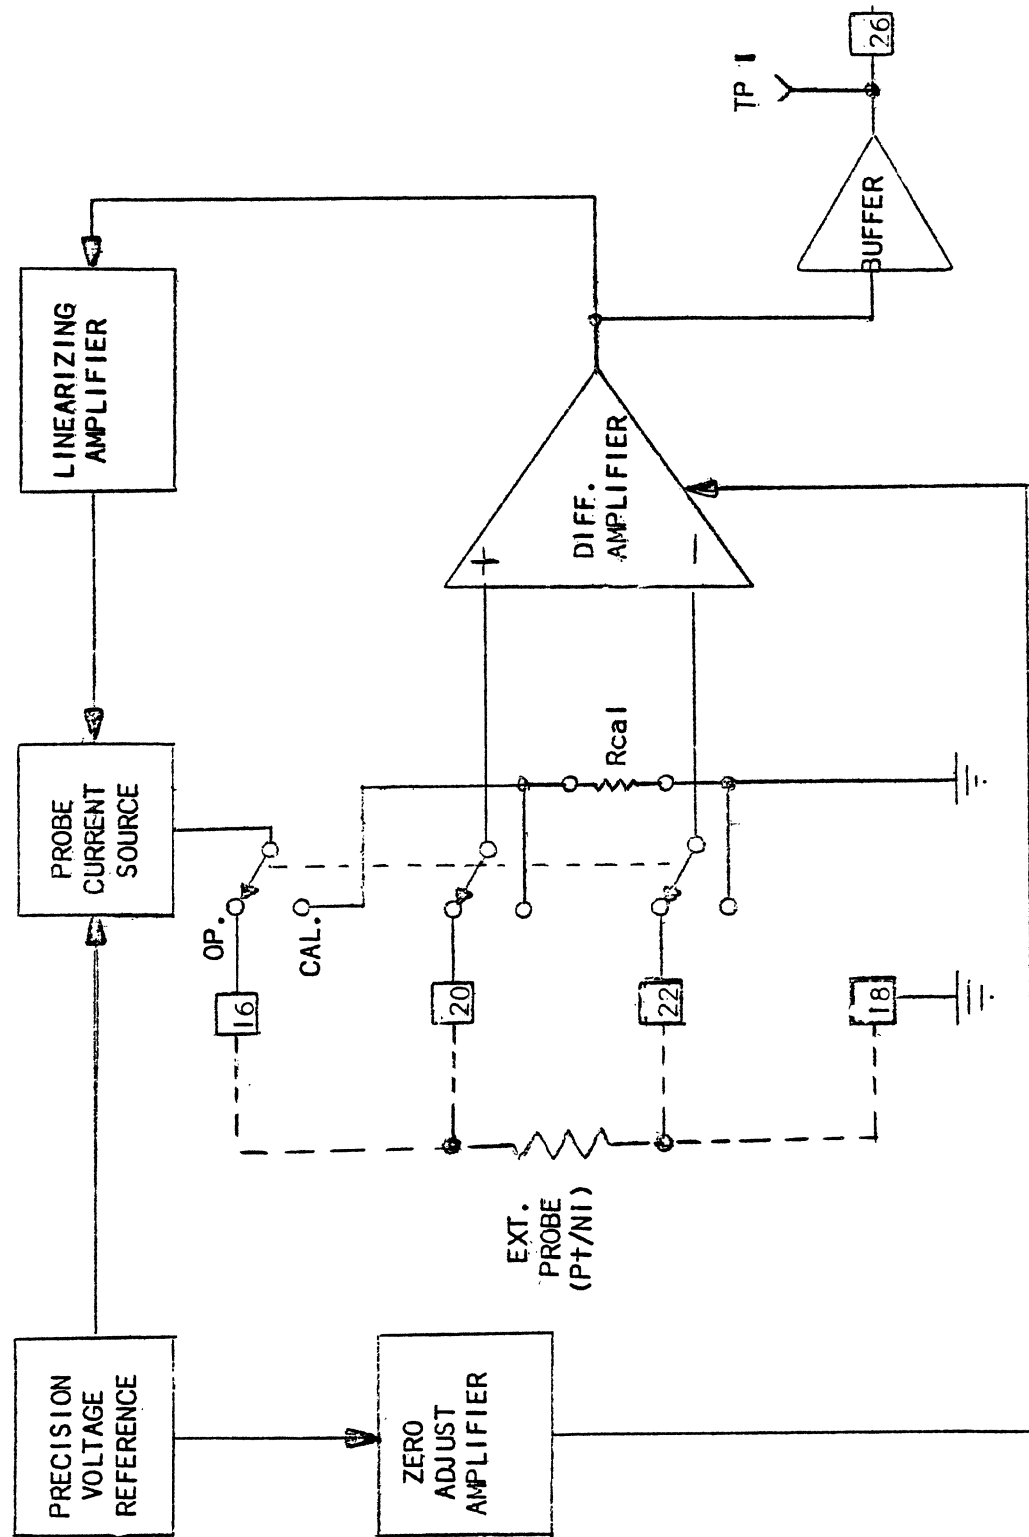 PRECISION
VOLTAGE
REFERENCE
PROBE
CURRENT
SOURCE
LINEARIZING
AMPLIFIER
ZERO
ADJUST
AMPLIFIER
EXT.
PROBE
(Pt/Ni)
16
20
22
18
OP.
CAL.
Rcal
+
-
DIFF.
AMPLIFIER
BUFFER
TP 1
26